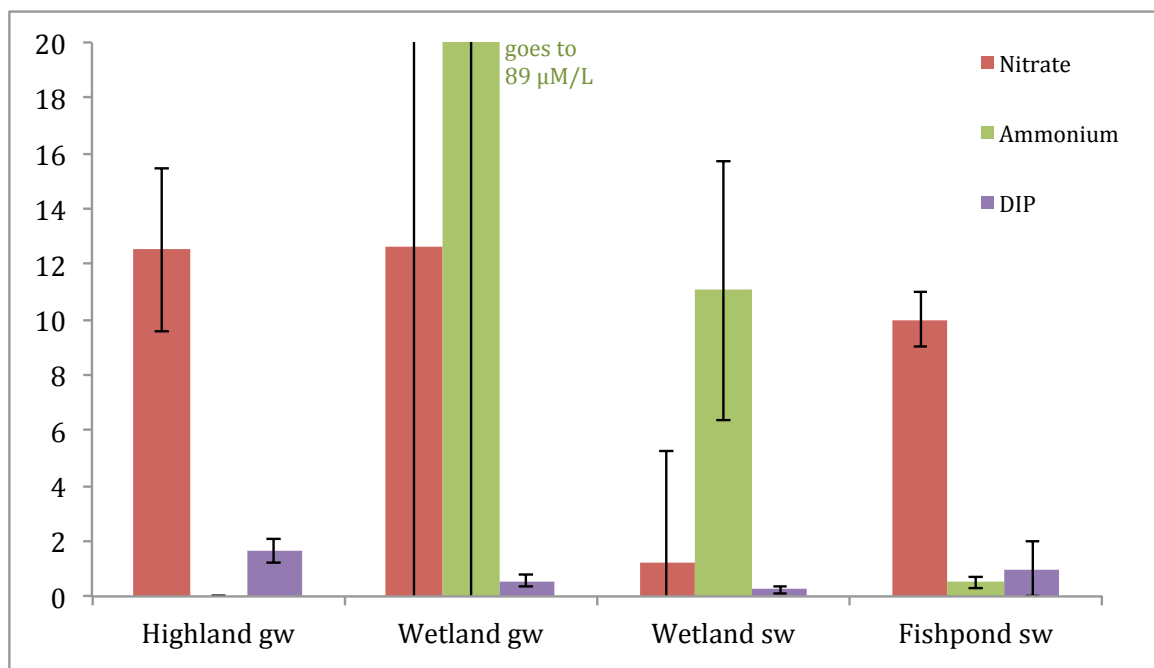 20
18
16
14
12
10
8
6
4
2
0
goes to
89 µM/L
Nitrate
Ammonium
DIP
Highland gw
Wetland gw
Wetland sw
Fishpond sw